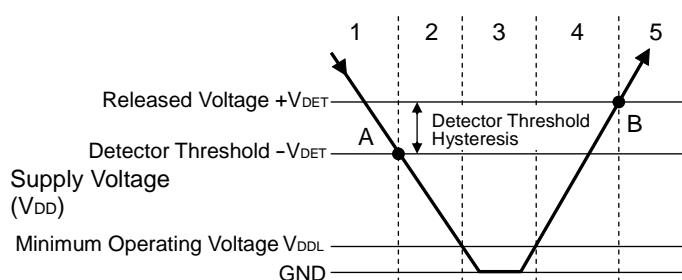 1 2 3 4 5
Released Voltage +VDET
A
Detector Threshold
Hysteresis
B
Detector Threshold -VDET
Supply Voltage
(VDD)
Minimum Operating Voltage VDDL
GND